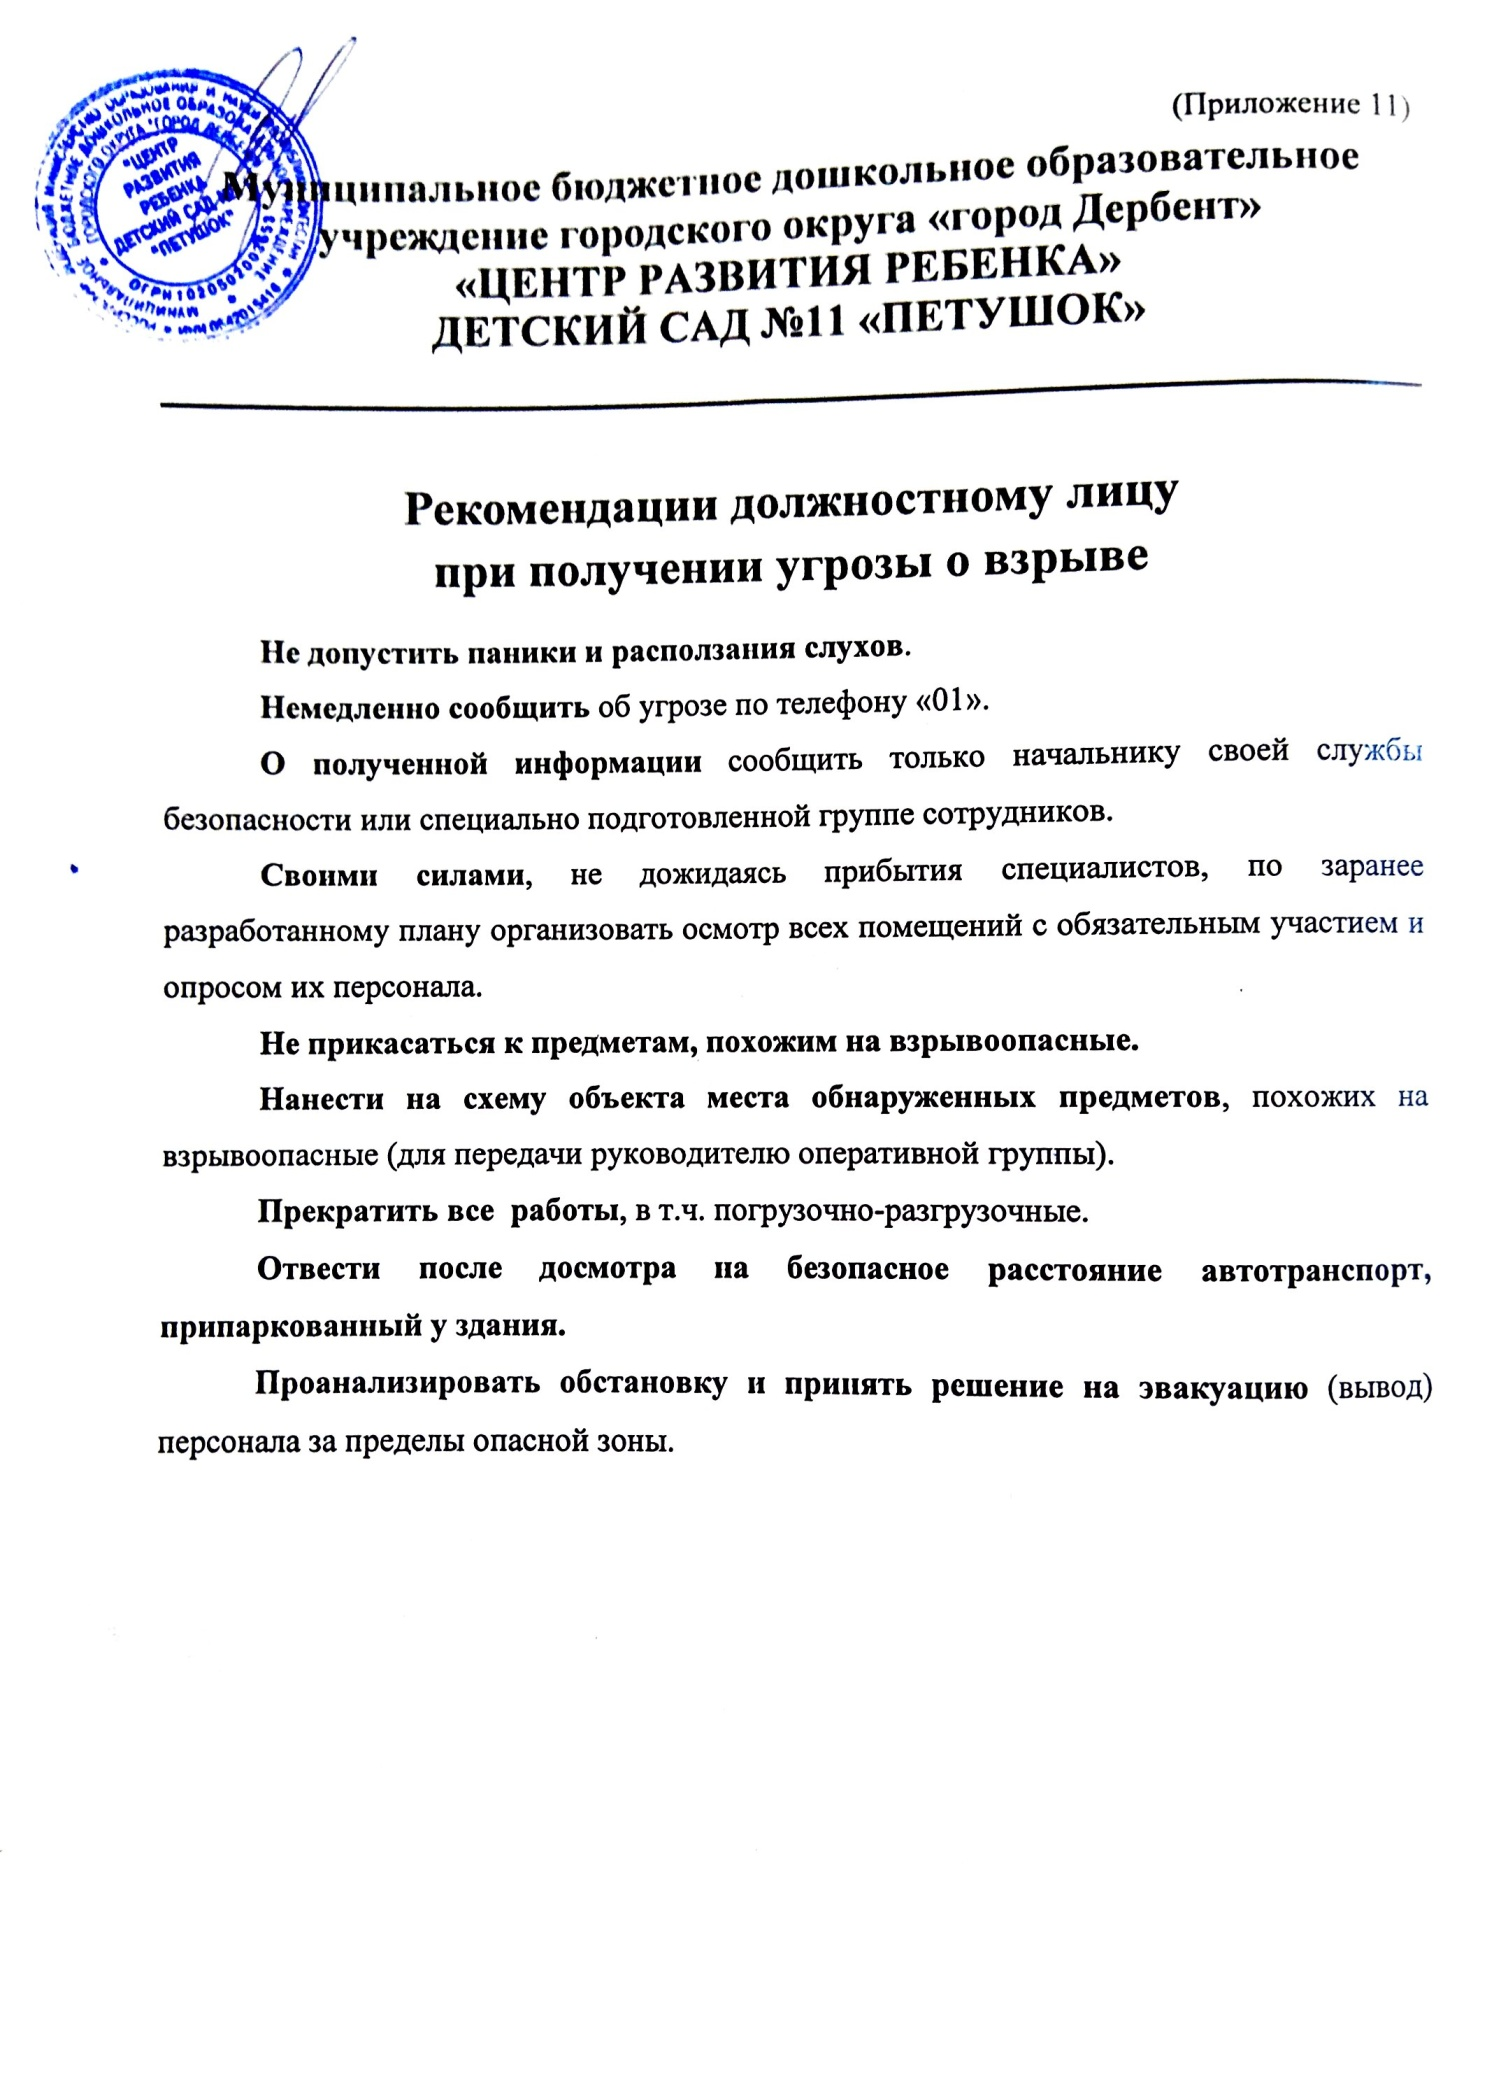 (Приложение 11)
Муниципальное бюджетное дошкольное образовательное
учреждение городского округа «город Дербент»
«ЦЕНТР РАЗВИТИЯ РЕБЕНКА»
ДЕТСКИЙ САД №11 «ПЕТУШОК»
"ЦЕНТР
РАЗВИТИЯ
РЕБЕНКА
ДЕТСКИЙ САД
"ПЕТУШОК"
Рекомендации должностному лицу
при получении угрозы о взрыве
Не допустить паники и расползания слухов.
Немедленно сообщить об угрозе по телефону «01».
О полученной информации сообщить только начальнику своей службы
безопасности или специально подготовленной группе сотрудников.
Своими силами, не дожидаясь прибытия специалистов, по заранее
разработанному плану организовать осмотр всех помещений с обязательным участием и
опросом их персонала.
Не прикасаться к предметам, похожим на взрывоопасные.
Нанести на схему объекта места обнаруженных предметов, похожих на
взрывоопасные (для передачи руководителю оперативной группы).
Прекратить все работы, в т.ч. погрузочно-разгрузочные.
Отвести после досмотра на безопасное расстояние автотранспорт,
припаркованный у здания.
Проанализировать обстановку и принять решение на эвакуацию (вывод)
персонала за пределы опасной зоны.